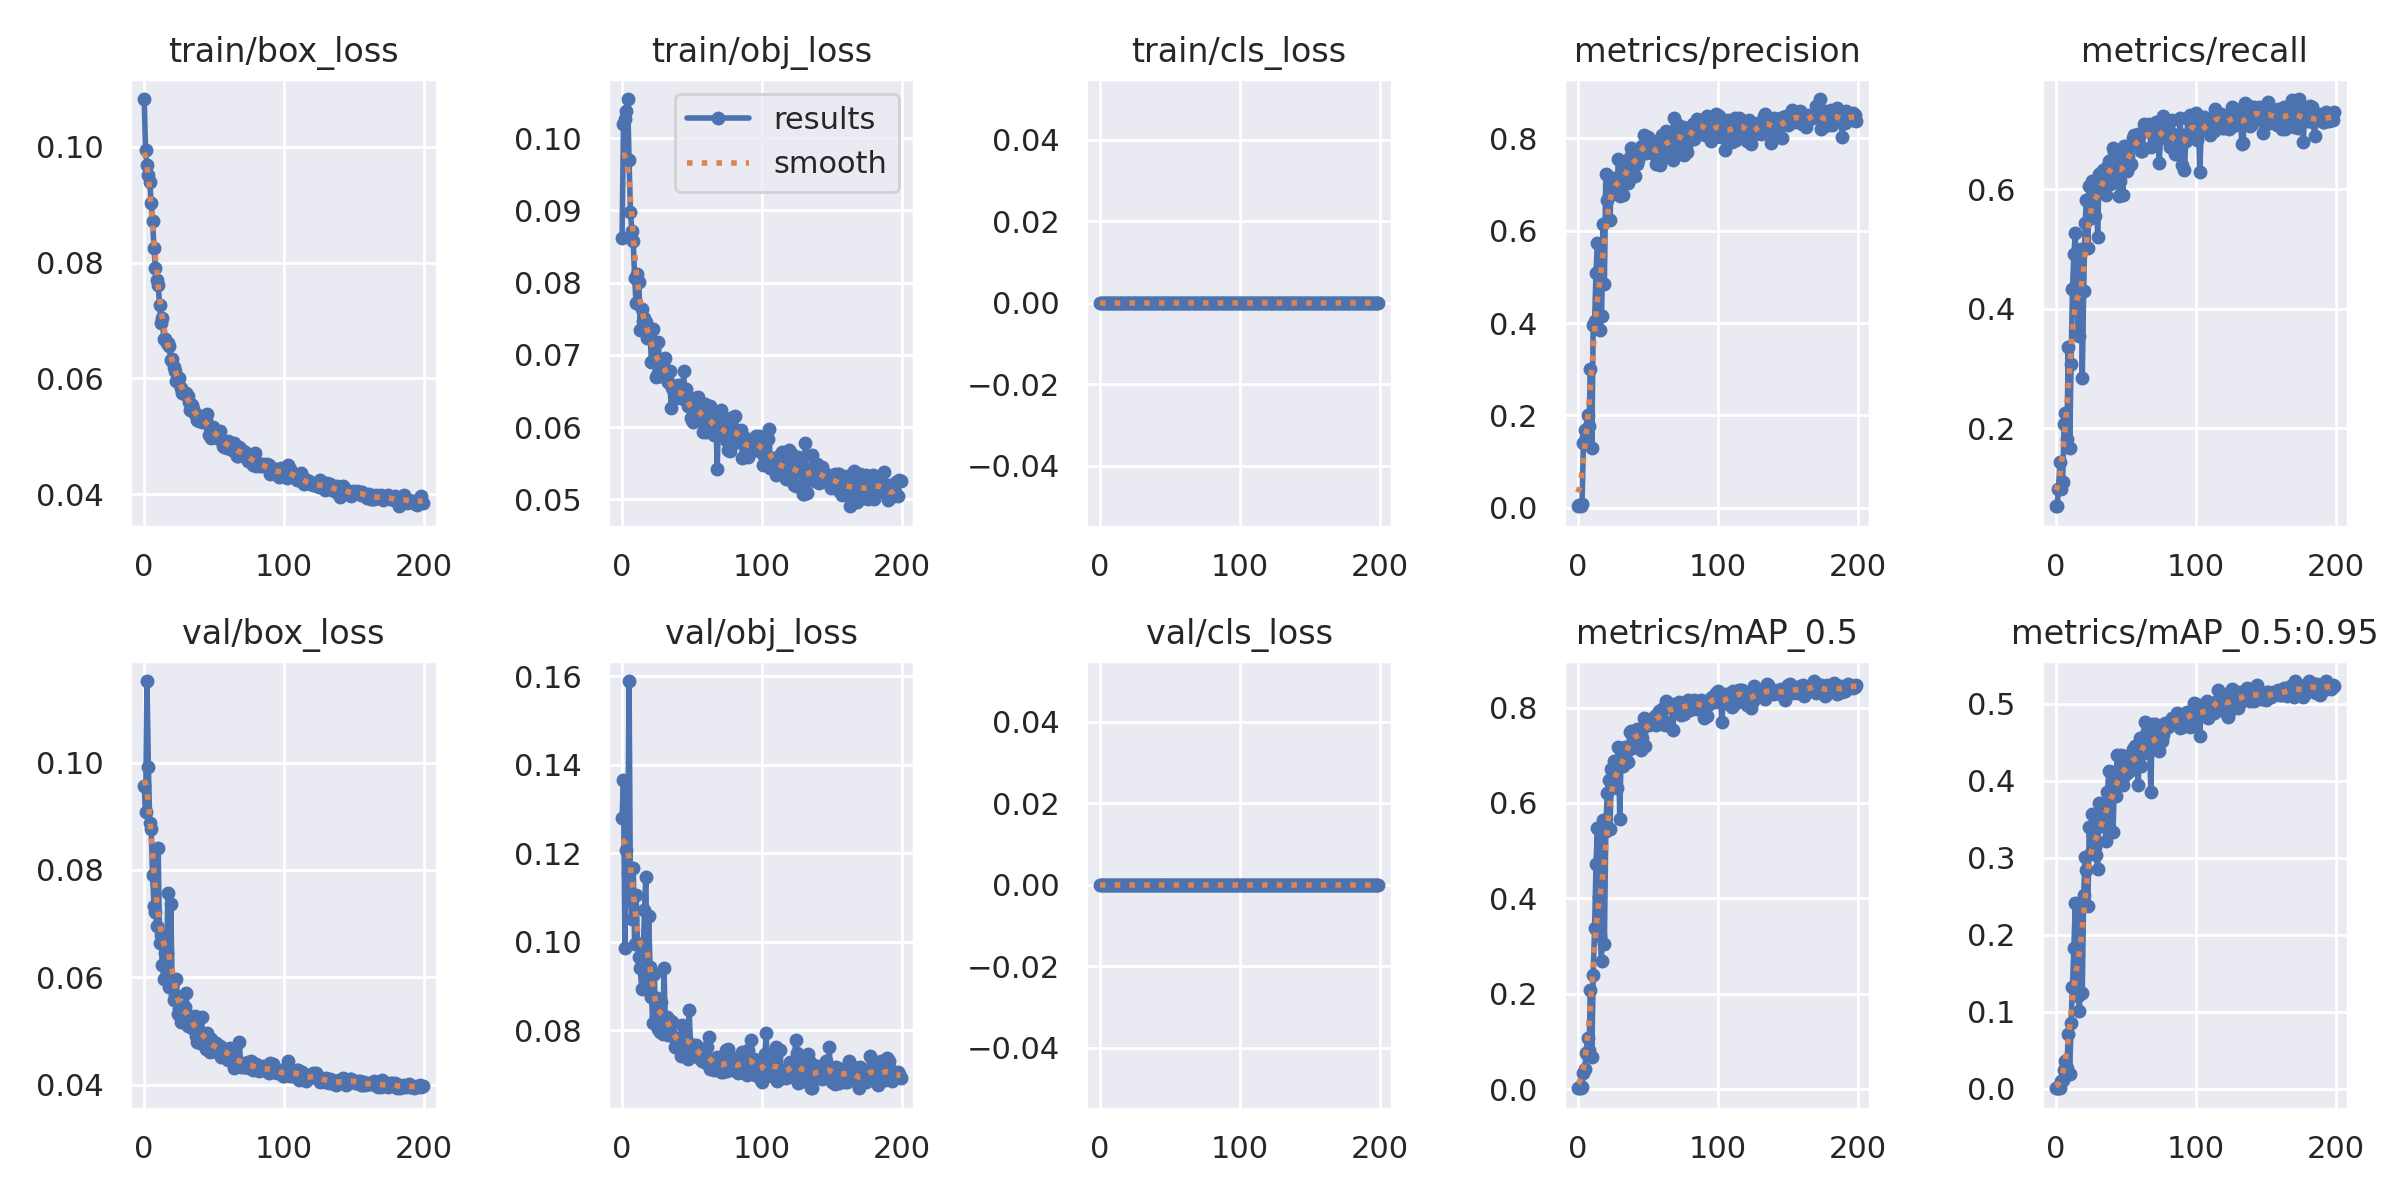 train/box_loss
0.10
0.08
0.06
0.04
0 100 200
train/obj_loss
results
smooth
0.10
0.09
0.08
0.07
0.06
0.05
0 100 200
train/cls_loss
0.04
0.02
0.00
−0.02
−0.04
0 100 200
metrics/precision
0.8
0.6
0.4
0.2
0.0
0 100 200
metrics/recall
0.6
0.4
0.2
0 100 200
val/box_loss
0.10
0.08
0.06
0.04
0 100 200
val/obj_loss
0.16
0.14
0.12
0.10
0.08
0 100 200
val/cls_loss
0.04
0.02
0.00
−0.02
−0.04
0 100 200
metrics/mAP_0.5
0.8
0.6
0.4
0.2
0.0
0 100 200
metrics/mAP_0.5:0.95
0.5
0.4
0.3
0.2
0.1
0.0
0 100 200